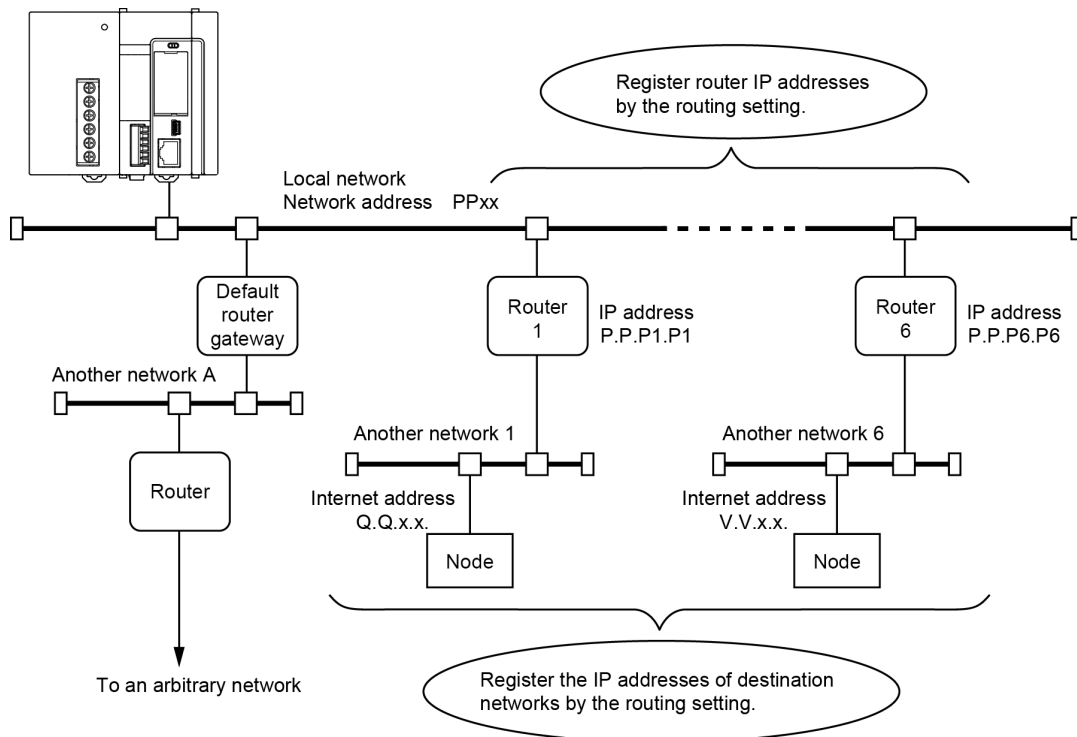 Register router IP addresses
by the routing setting.
Local network
Network address PPxx
Default
router
gateway
Router
1
IP address
P.P.P1.P1
Router
6
IP address
P.P.P6.P6
Another network A
Another network 1
Another network 6
Router
Internet address
Q.Q.x.x.
Internet address
V.V.x.x.
Node
Node
To an arbitrary network
Register the IP addresses of destination
networks by the routing setting.